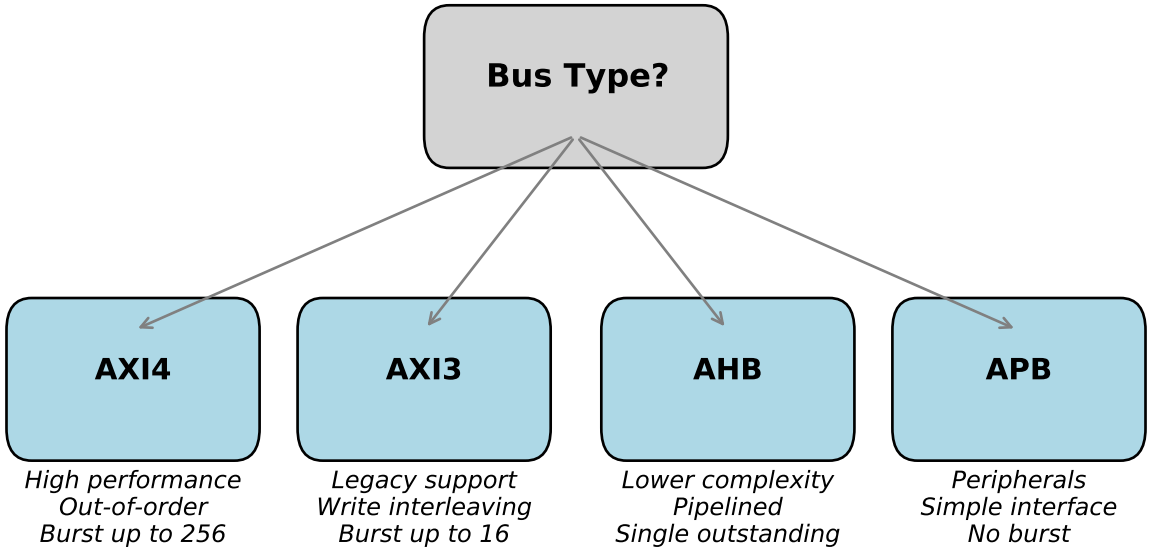 Bus Type?
AXI4
High performance
Out-of-order
Burst up to 256
AXI3
Legacy support
Write interleaving
Burst up to 16
AHB
Lower complexity
Pipelined
Single outstanding
APB
Peripherals
Simple interface
No burst